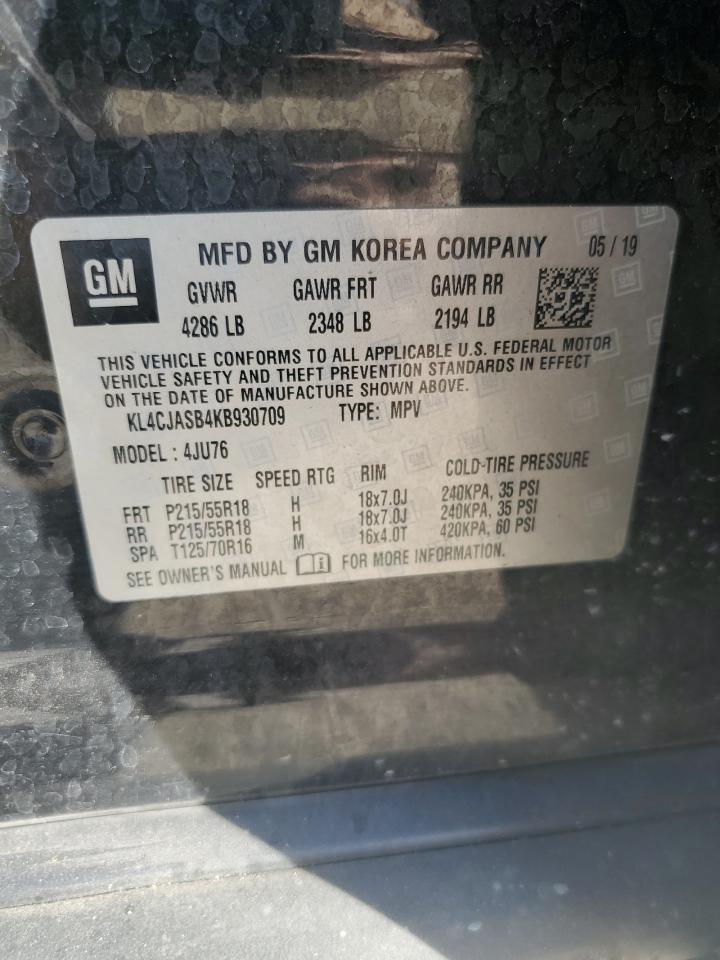 GM
MFD BY GM KOREA COMPANY 05 / 19
GVWR GAWR FRT GAWR RR
4286 LB 2348 LB 2194 LB
THIS VEHICLE CONFORMS TO ALL APPLICABLE U.S. FEDERAL MOTOR
VEHICLE SAFETY AND THEFT PREVENTION STANDARDS IN EFFECT
ON THE DATE OF MANUFACTURE SHOWN ABOVE.
KL4CJASB4KB930709 TYPE: MPV
MODEL : 4JU76
TIRE SIZE SPEED RTG RIM COLD-TIRE PRESSURE
FRT P215/55R18 H 18x7.0J 240KPA, 35 PSI
RR P215/55R18 H 18x7.0J 240KPA, 35 PSI
SPA T125/70R16 M 16x4.0T 420KPA, 60 PSI
SEE OWNER'S MANUAL FOR MORE INFORMATION.